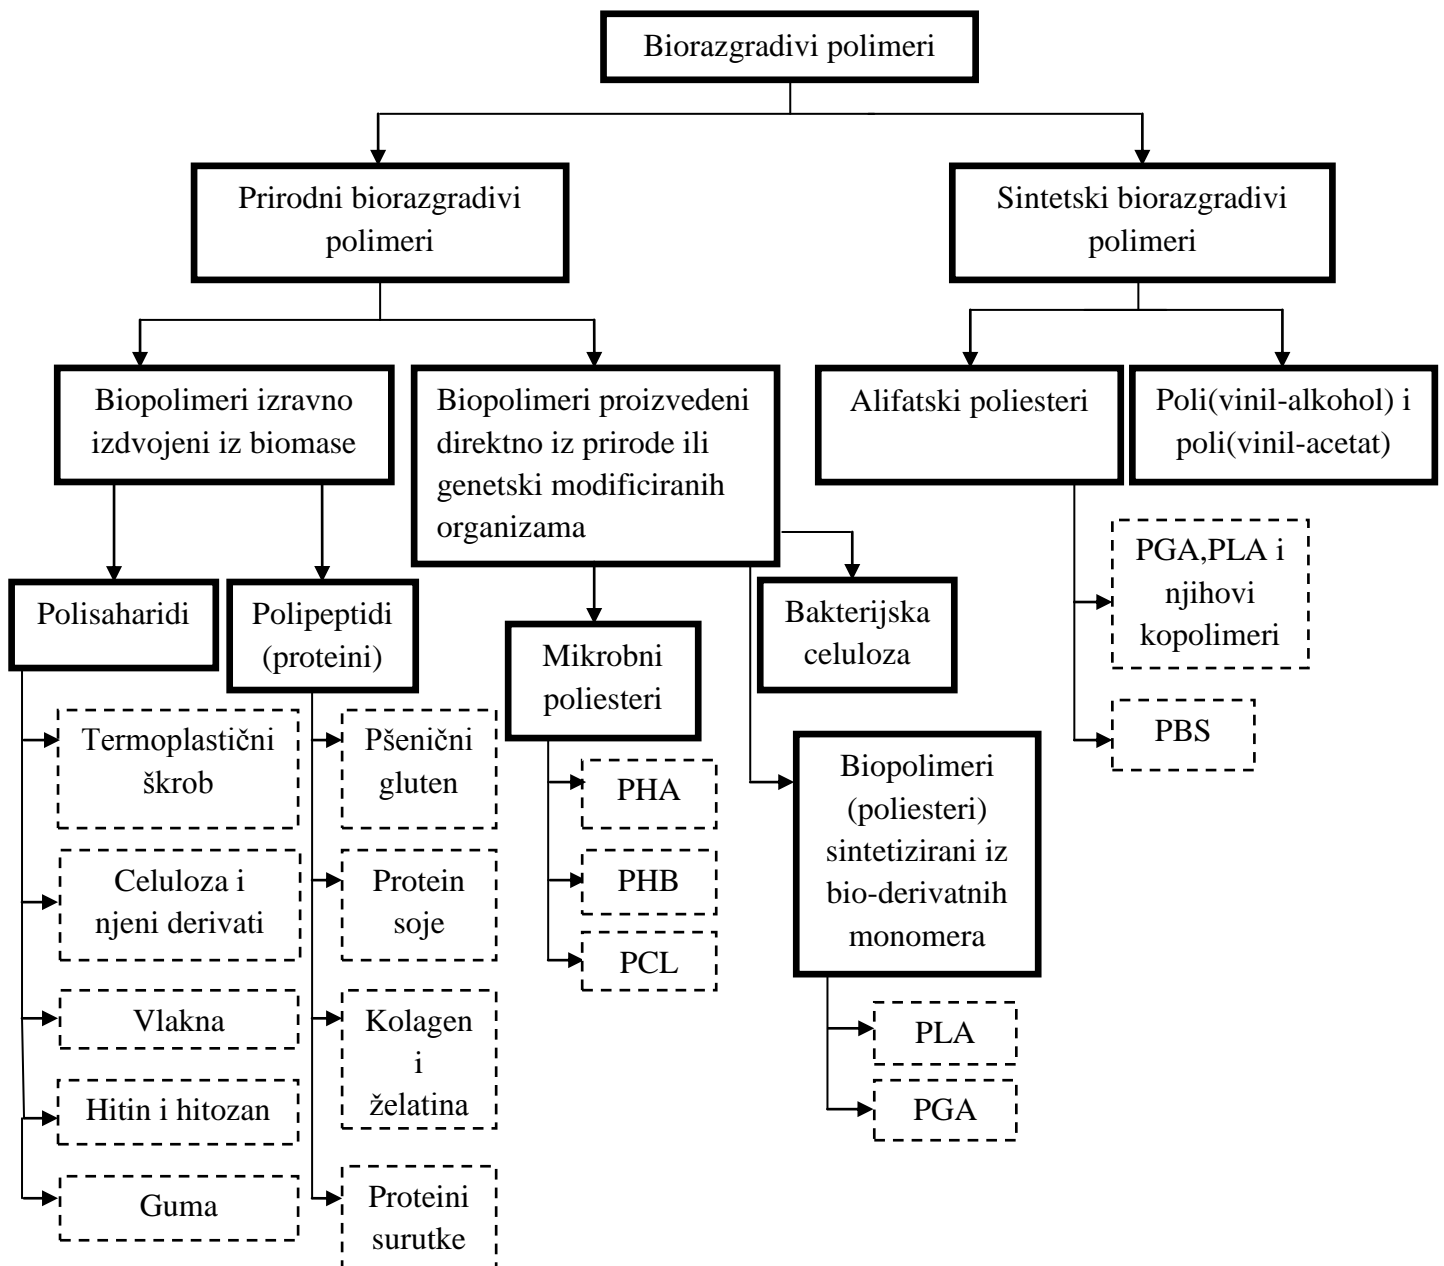 Biorazgradivi polimeri
Prirodni biorazgradivi
polimeri
Sintetski biorazgradivi
polimeri
Biopolimeri izravno
izdvojeni iz biomase
Biopolimeri proizvedeni
direktno iz prirode ili
genetski modificiranih
organizama
Alifatski poliesteri
Poli(vinil-alkohol) i
poli(vinil-acetat)
Polisaharidi
Polipeptidi
(proteini)
Mikrobni
poliesteri
Bakterijska
celuloza
PGA,PLA i
njihovi
kopolimeri
PBS
Termoplastični
škrob
Celuloza i
njeni derivati
Vlakna
Hitin i hitozan
Guma
Pšenični
gluten
Protein
soje
Kolagen
i
želatina
Proteini
surutke
PHA
PHB
PCL
Biopolimeri
(poliesteri)
sintetizirani iz
bio-derivatnih
monomera
PLA
PGA